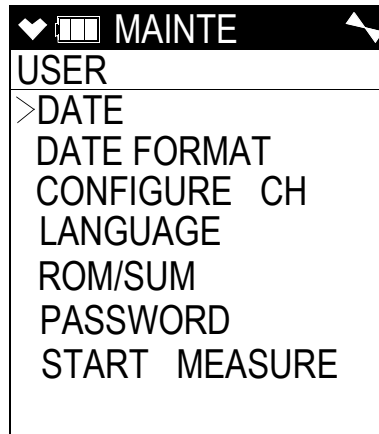 MAINTE
USER
>DATE
DATE FORMAT
CONFIGURE CH
LANGUAGE
ROM/SUM
PASSWORD
START MEASURE